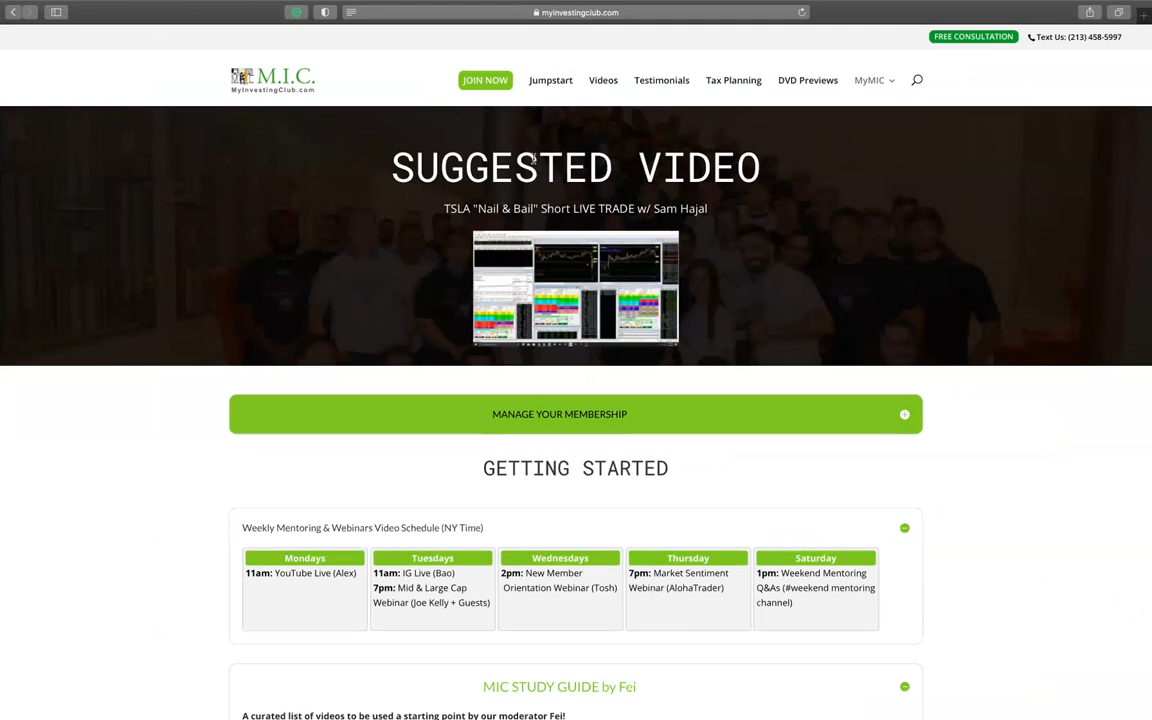 myinvestingclub.com
FREE CONSULTATION
Text Us: (213) 458-5997
M.I.C.
MyInvestingClub.com
JOIN NOW
Jumpstart
Videos
Testimonials
Tax Planning
DVD Previews
MyMIC
SUGGESTED VIDEO
TSLA "Nail & Bail" Short LIVE TRADE w/ Sam Hajal
MANAGE YOUR MEMBERSHIP
GETTING STARTED
Weekly Mentoring & Webinars Video Schedule (NY Time)
Mondays
11am: YouTube Live (Alex)
Tuesdays
11am: IG Live (Bao)
7pm: Mid & Large Cap
Webinar (Joe Kelly + Guests)
Wednesdays
2pm: New Member
Orientation Webinar (Tosh)
Thursday
7pm: Market Sentiment
Webinar (AlohaTrader)
Saturday
1pm: Weekend Mentoring
Q&As (#weekend mentoring
channel)
MIC STUDY GUIDE by Fei
A curated list of videos to be used a starting point by our moderator Fei!